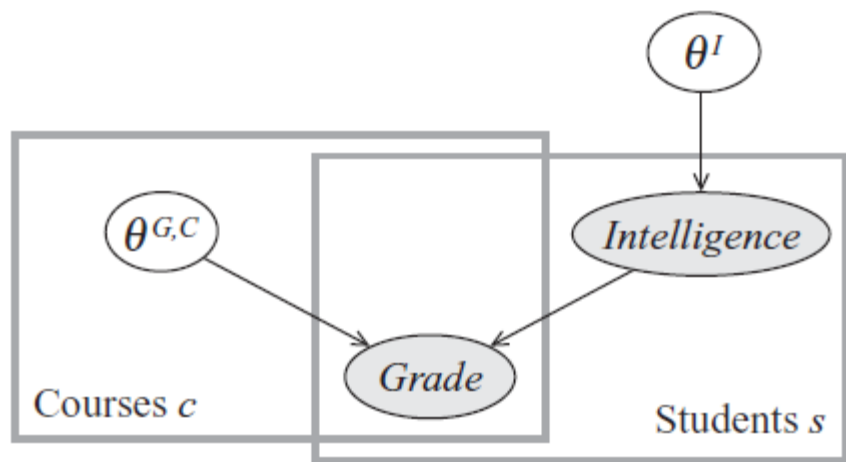 θ^I
θ^{G,C}
Intelligence
Grade
Courses c
Students s